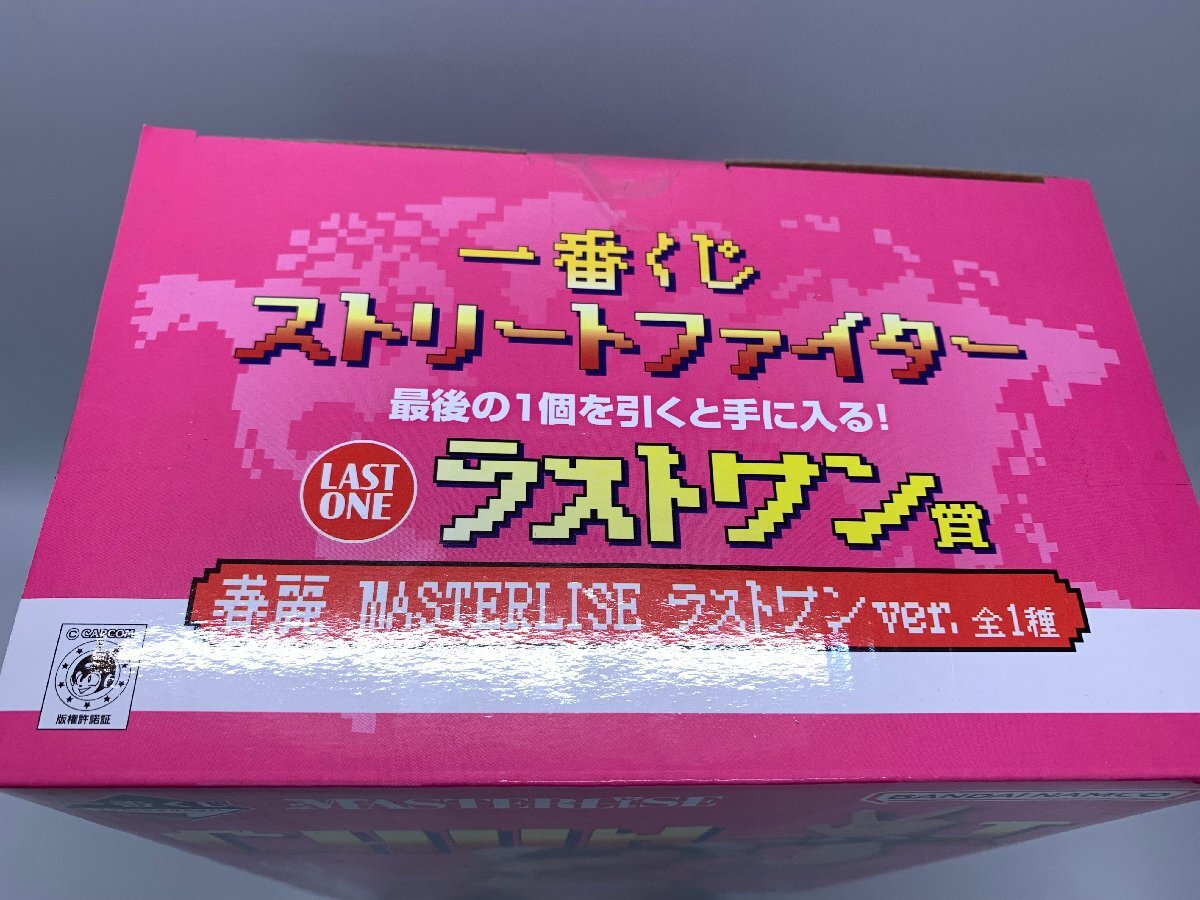 一番くじ
ストリートファイター
最後の1個を引くと手に入る!
LAST
ONE
ラストワン賞
春麗 MASTERLISE ラストワンver. 全1種
© CAPCOM
版権許諾証
MASTERLISE
BANDAI NAMCO